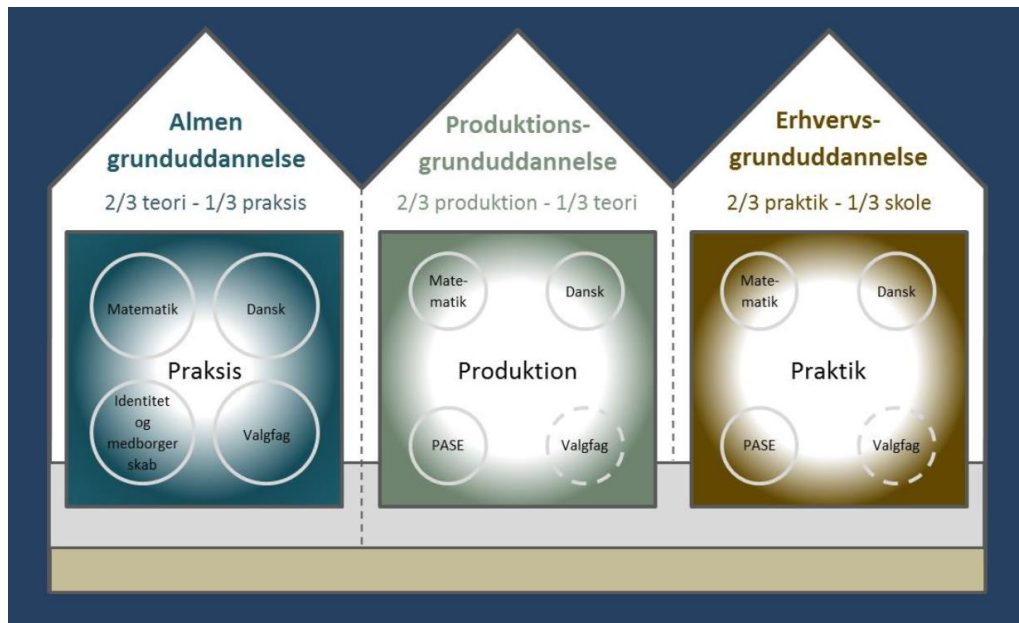 Almen
grunduddannelse
2/3 teori - 1/3 praksis
Matematik
Dansk
Praksis
Identitet
og
medborger
skab
Valgfag
Produktions-
grunduddannelse
2/3 produktion - 1/3 teori
Mate-
matik
Dansk
Produktion
PASE
Valgfag
Erhvervs-
grunduddannelse
2/3 praktik - 1/3 skole
Mate-
matik
Dansk
Praktik
PASE
Valgfag